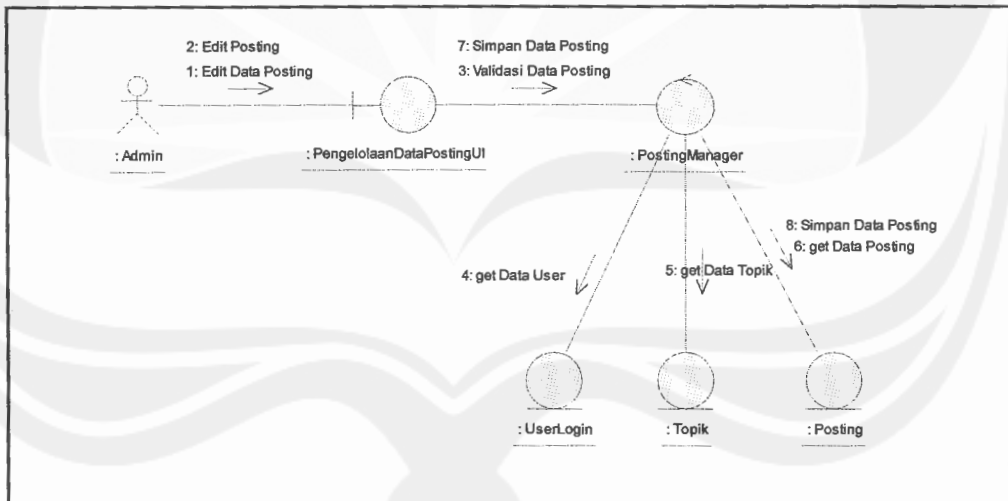 2: Edit Posting
1: Edit Data Posting
7: Simpan Data Posting
3: Validasi Data Posting
: Admin
: PengelolaanDataPostingUI
: PostingManager
8: Simpan Data Posting
6: get Data Posting
4: get Data User
5: get Data Topik
: UserLogin
: Topik
: Posting